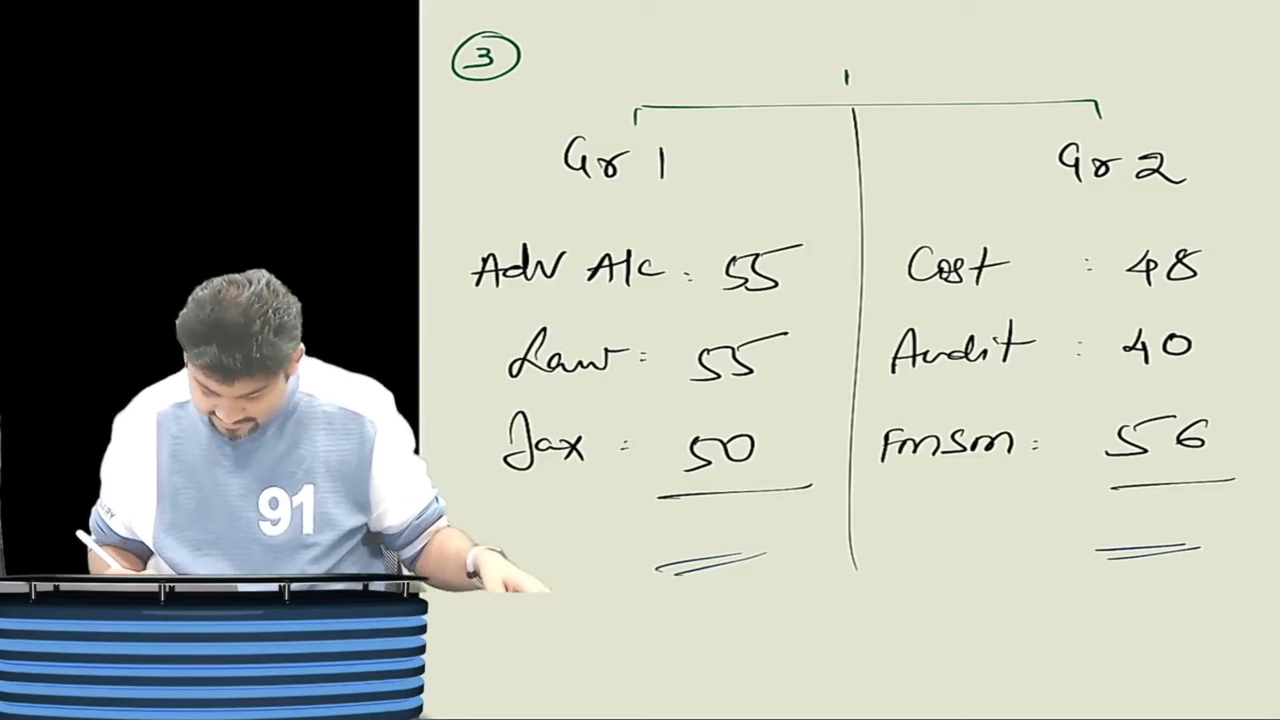 3
Gr 1
Gr 2
Adv A/c : 55
Law : 55
Tax : 50
Cost : 48
Audit : 40
FMSM : 56
91